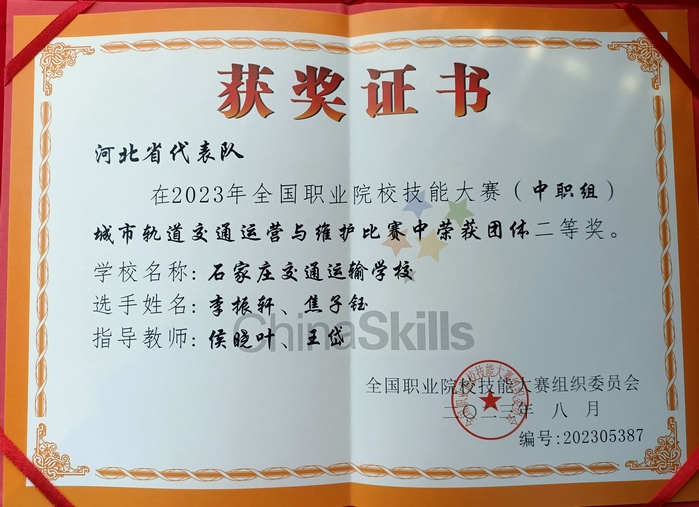 获奖证书
河北省代表队
在2023年全国职业院校技能大赛（中职组）
城市轨道交通运营与维护比赛中荣获团体二等奖。
学校名称：石家庄交通运输学校
选手姓名：李振轩、焦子钰
指导教师：侯晓叶、王岱
ChinaSkills
全国职业院校技能大赛组织委员会
二〇二三年 八 月
编号：202305387